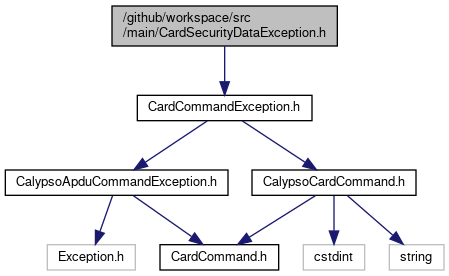 /github/workspace/src
/main/CardSecurityDataException.h
CardCommandException.h
CalypsoApduCommandException.h
CalypsoCardCommand.h
Exception.h
CardCommand.h
cstdint
string